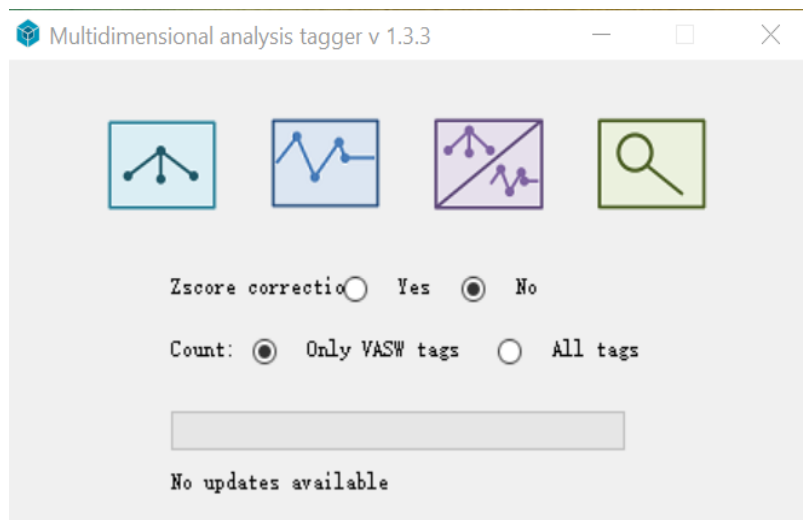 Multidimensional analysis tagger v 1.3.3
Zscore correctio Yes No
Count: Only VASW tags All tags
No updates available